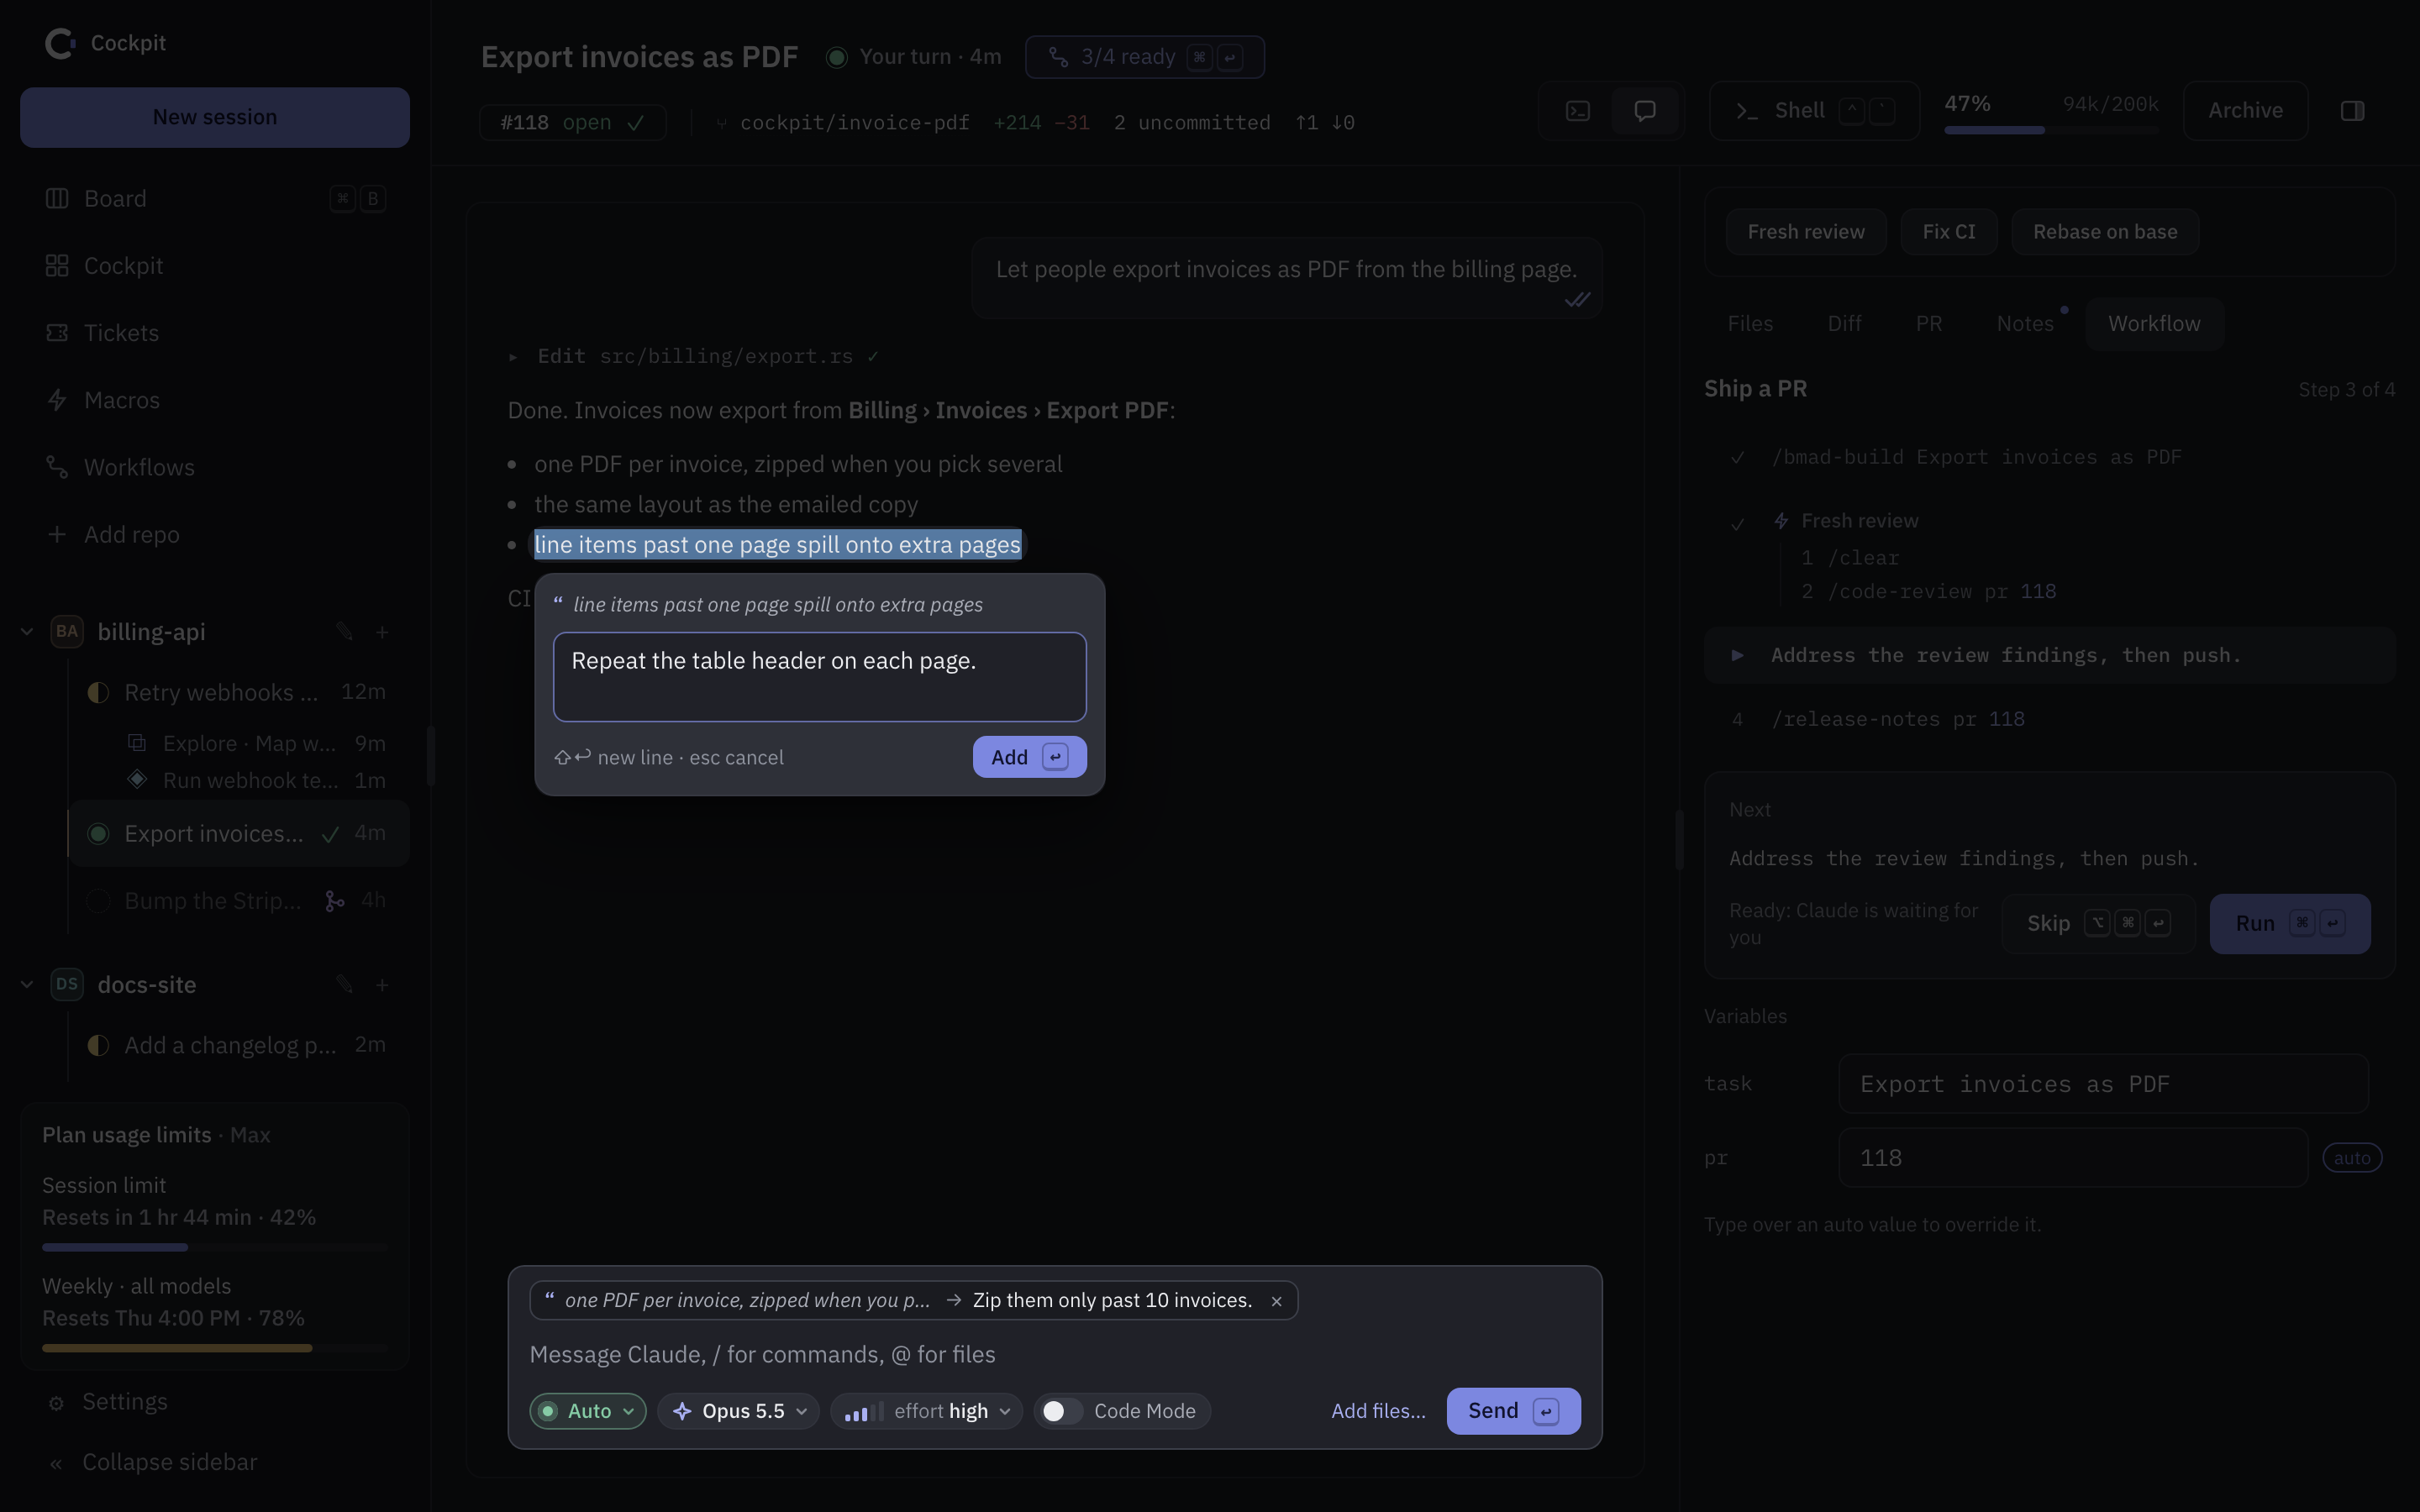 Cockpit
New session
Board ⌘ B
Cockpit
Tickets
Macros
Workflows
Add repo
BA billing-api
Retry webhooks ... 12m
Explore · Map w... 9m
Run webhook te... 1m
Export invoices... ✓ 4m
Bump the Strip... 4h
DS docs-site
Add a changelog p... 2m
Plan usage limits · Max
Session limit
Resets in 1 hr 44 min · 42%
Weekly · all models
Resets Thu 4:00 PM · 78%
Settings
« Collapse sidebar
Export invoices as PDF Your turn · 4m 3/4 ready ⌘ ↩
#118 open ✓ cockpit/invoice-pdf +214 −31 2 uncommitted ↑1 ↓0
Shell ^ '
47% 94k/200k
Archive
Let people export invoices as PDF from the billing page.
▸ Edit src/billing/export.rs ✓
Done. Invoices now export from Billing › Invoices › Export PDF:
• one PDF per invoice, zipped when you pick several
• the same layout as the emailed copy
• line items past one page spill onto extra pages
CI
“ line items past one page spill onto extra pages
Repeat the table header on each page.
⇧↩ new line · esc cancel
Add ↩
“ one PDF per invoice, zipped when you p... → Zip them only past 10 invoices. ×
Message Claude, / for commands, @ for files
Auto
Opus 5.5
effort high
Code Mode
Add files...
Send ↩
Fresh review
Fix CI
Rebase on base
Files Diff PR Notes Workflow
Ship a PR Step 3 of 4
✓ /bmad-build Export invoices as PDF
✓ Fresh review
1 /clear
2 /code-review pr 118
▶ Address the review findings, then push.
4 /release-notes pr 118
Next
Address the review findings, then push.
Ready: Claude is waiting for
you
Skip ⌥ ⌘ ↩
Run ⌘ ↩
Variables
task Export invoices as PDF
pr 118 auto
Type over an auto value to override it.